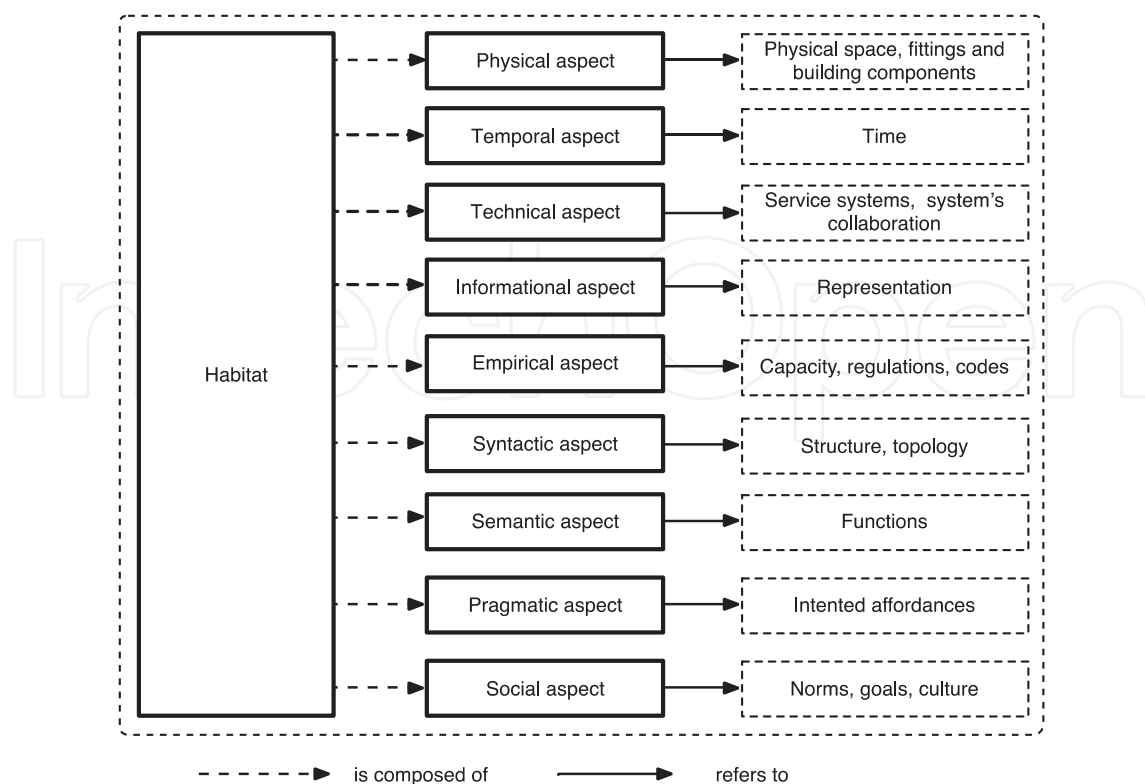 Habitat
Physical aspect
Physical space, fittings and
building components
Temporal aspect
Time
Technical aspect
Service systems, system's
collaboration
Informational aspect
Representation
Empirical aspect
Capacity, regulations, codes
Syntactic aspect
Structure, topology
Semantic aspect
Functions
Pragmatic aspect
Intented affordances
Social aspect
Norms, goals, culture
is composed of
refers to
IntechOpen